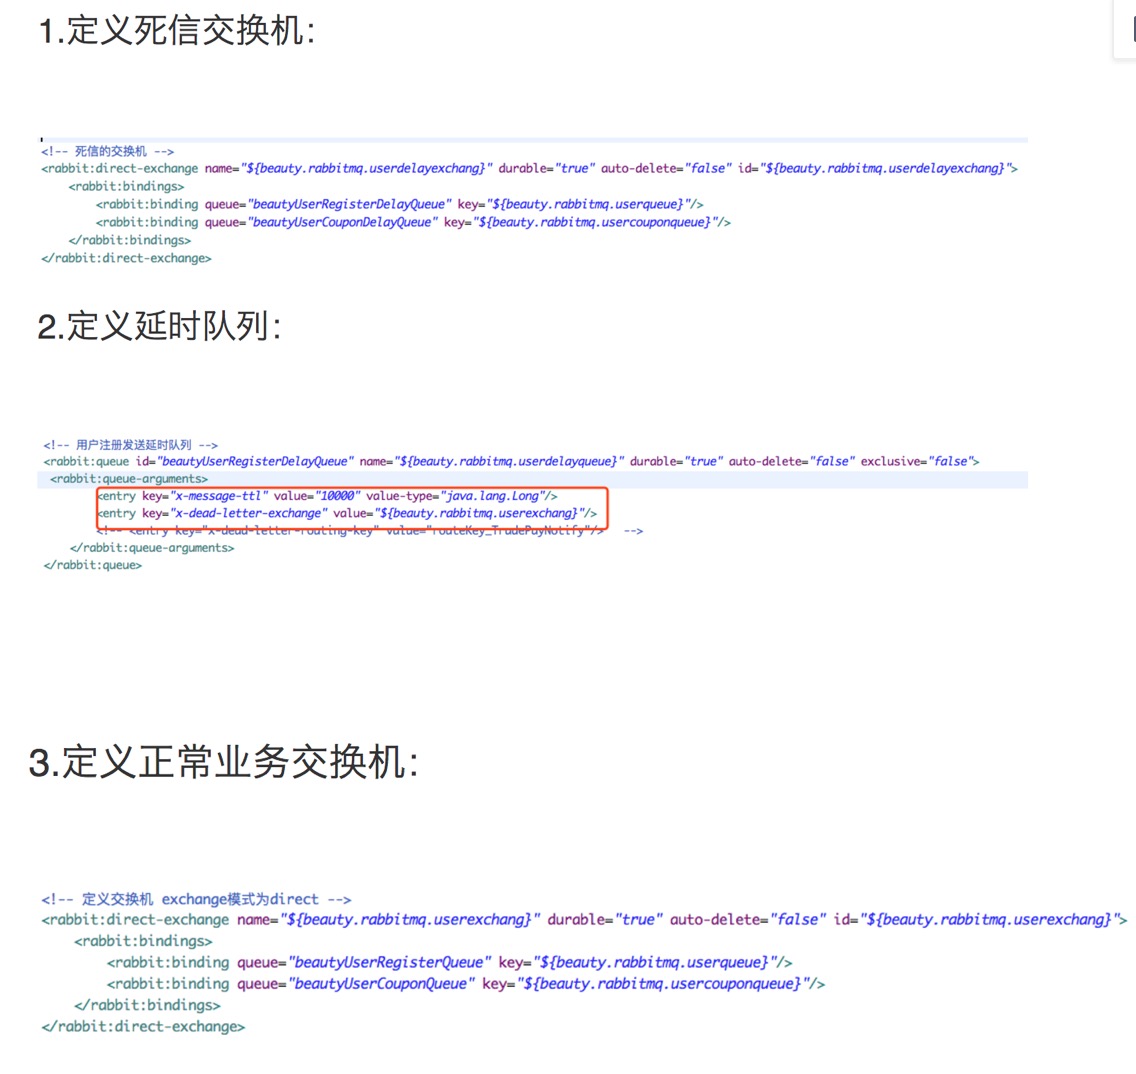 1.定义死信交换机：
<!-- 死信的交换机 -->
<rabbit:direct-exchange name="${beauty.rabbitmq.userdelayexchang}" durable="true" auto-delete="false" id="${beauty.rabbitmq.userdelayexchang}">
<rabbit:bindings>
<rabbit:binding queue="beautyUserRegisterDelayQueue" key="${beauty.rabbitmq.userqueue}"/>
<rabbit:binding queue="beautyUserCouponDelayQueue" key="${beauty.rabbitmq.usercouponqueue}"/>
</rabbit:bindings>
</rabbit:direct-exchange>
2.定义延时队列：
<!-- 用户注册发送延时队列 -->
<rabbit:queue id="beautyUserRegisterDelayQueue" name="${beauty.rabbitmq.userdelayqueue}" durable="true" auto-delete="false" exclusive="false">
<rabbit:queue-arguments>
<entry key="x-message-ttl" value="10000" value-type="java.lang.Long"/>
<entry key="x-dead-letter-exchange" value="${beauty.rabbitmq.userexchang}"/>
<!-- <entry key="x-dead-letter-routing-key" value="routeKey_TradePayNotify"/> -->
</rabbit:queue-arguments>
</rabbit:queue>
3.定义正常业务交换机：
<!-- 定义交换机 exchange模式为direct -->
<rabbit:direct-exchange name="${beauty.rabbitmq.userexchang}" durable="true" auto-delete="false" id="${beauty.rabbitmq.userexchang}">
<rabbit:bindings>
<rabbit:binding queue="beautyUserRegisterQueue" key="${beauty.rabbitmq.userqueue}"/>
<rabbit:binding queue="beautyUserCouponQueue" key="${beauty.rabbitmq.usercouponqueue}"/>
</rabbit:bindings>
</rabbit:direct-exchange>